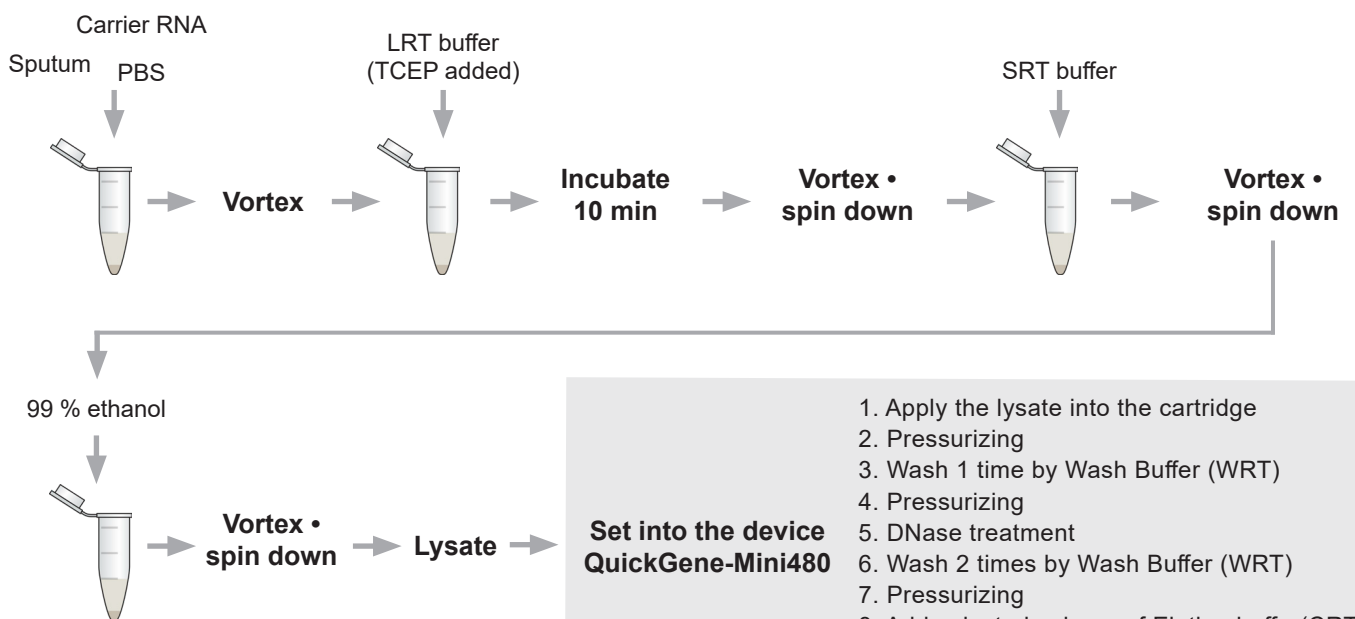 Carrier RNA
Sputum
PBS
LRT buffer
(TCEP added)
SRT buffer
Vortex
Incubate
10 min
Vortex •
spin down
Vortex •
spin down
99 % ethanol
Vortex •
spin down
Lysate
Set into the device
QuickGene-Mini480
1. Apply the lysate into the cartridge
2. Pressurizing
3. Wash 1 time by Wash Buffer (WRT)
4. Pressurizing
5. DNase treatment
6. Wash 2 times by Wash Buffer (WRT)
7. Pressurizing